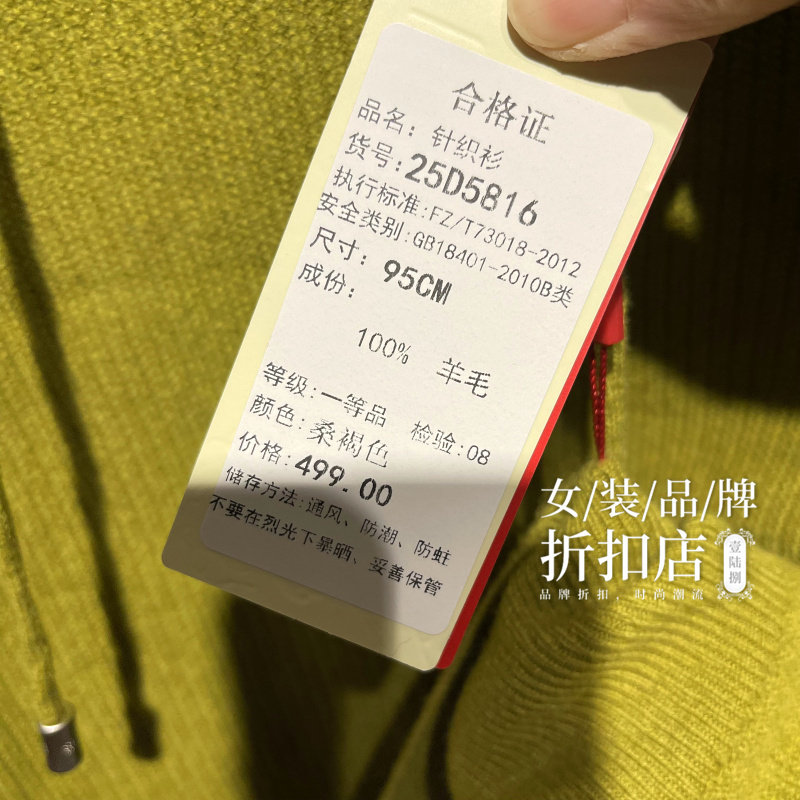 合格证
品名：针织衫
货号：25D5816
执行标准：FZ/T73018-2012
安全类别：GB18401-2010B类
尺寸：95CM
成份：
100% 羊毛
等级：一等品 检验：08
颜色：桑褐色
价格：499.00
储存方法：通风、防潮、防蛀
不要在烈光下暴晒、妥善保管
女/装/品/牌
折扣店
壹陆捌
品牌折扣，时尚潮流